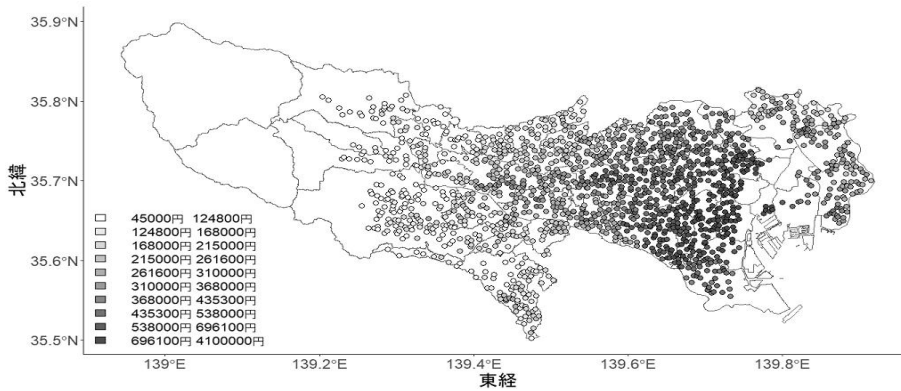 35.9°N
35.8°N
35.7°N
35.6°N
35.5°N
北緯
45000円 124800円
124800円 168000円
168000円 215000円
215000円 261600円
261600円 310000円
310000円 368000円
368000円 435300円
435300円 538000円
538000円 696100円
696100円 4100000円
139°E 139.2°E 139.4°E 139.6°E 139.8°E
東経